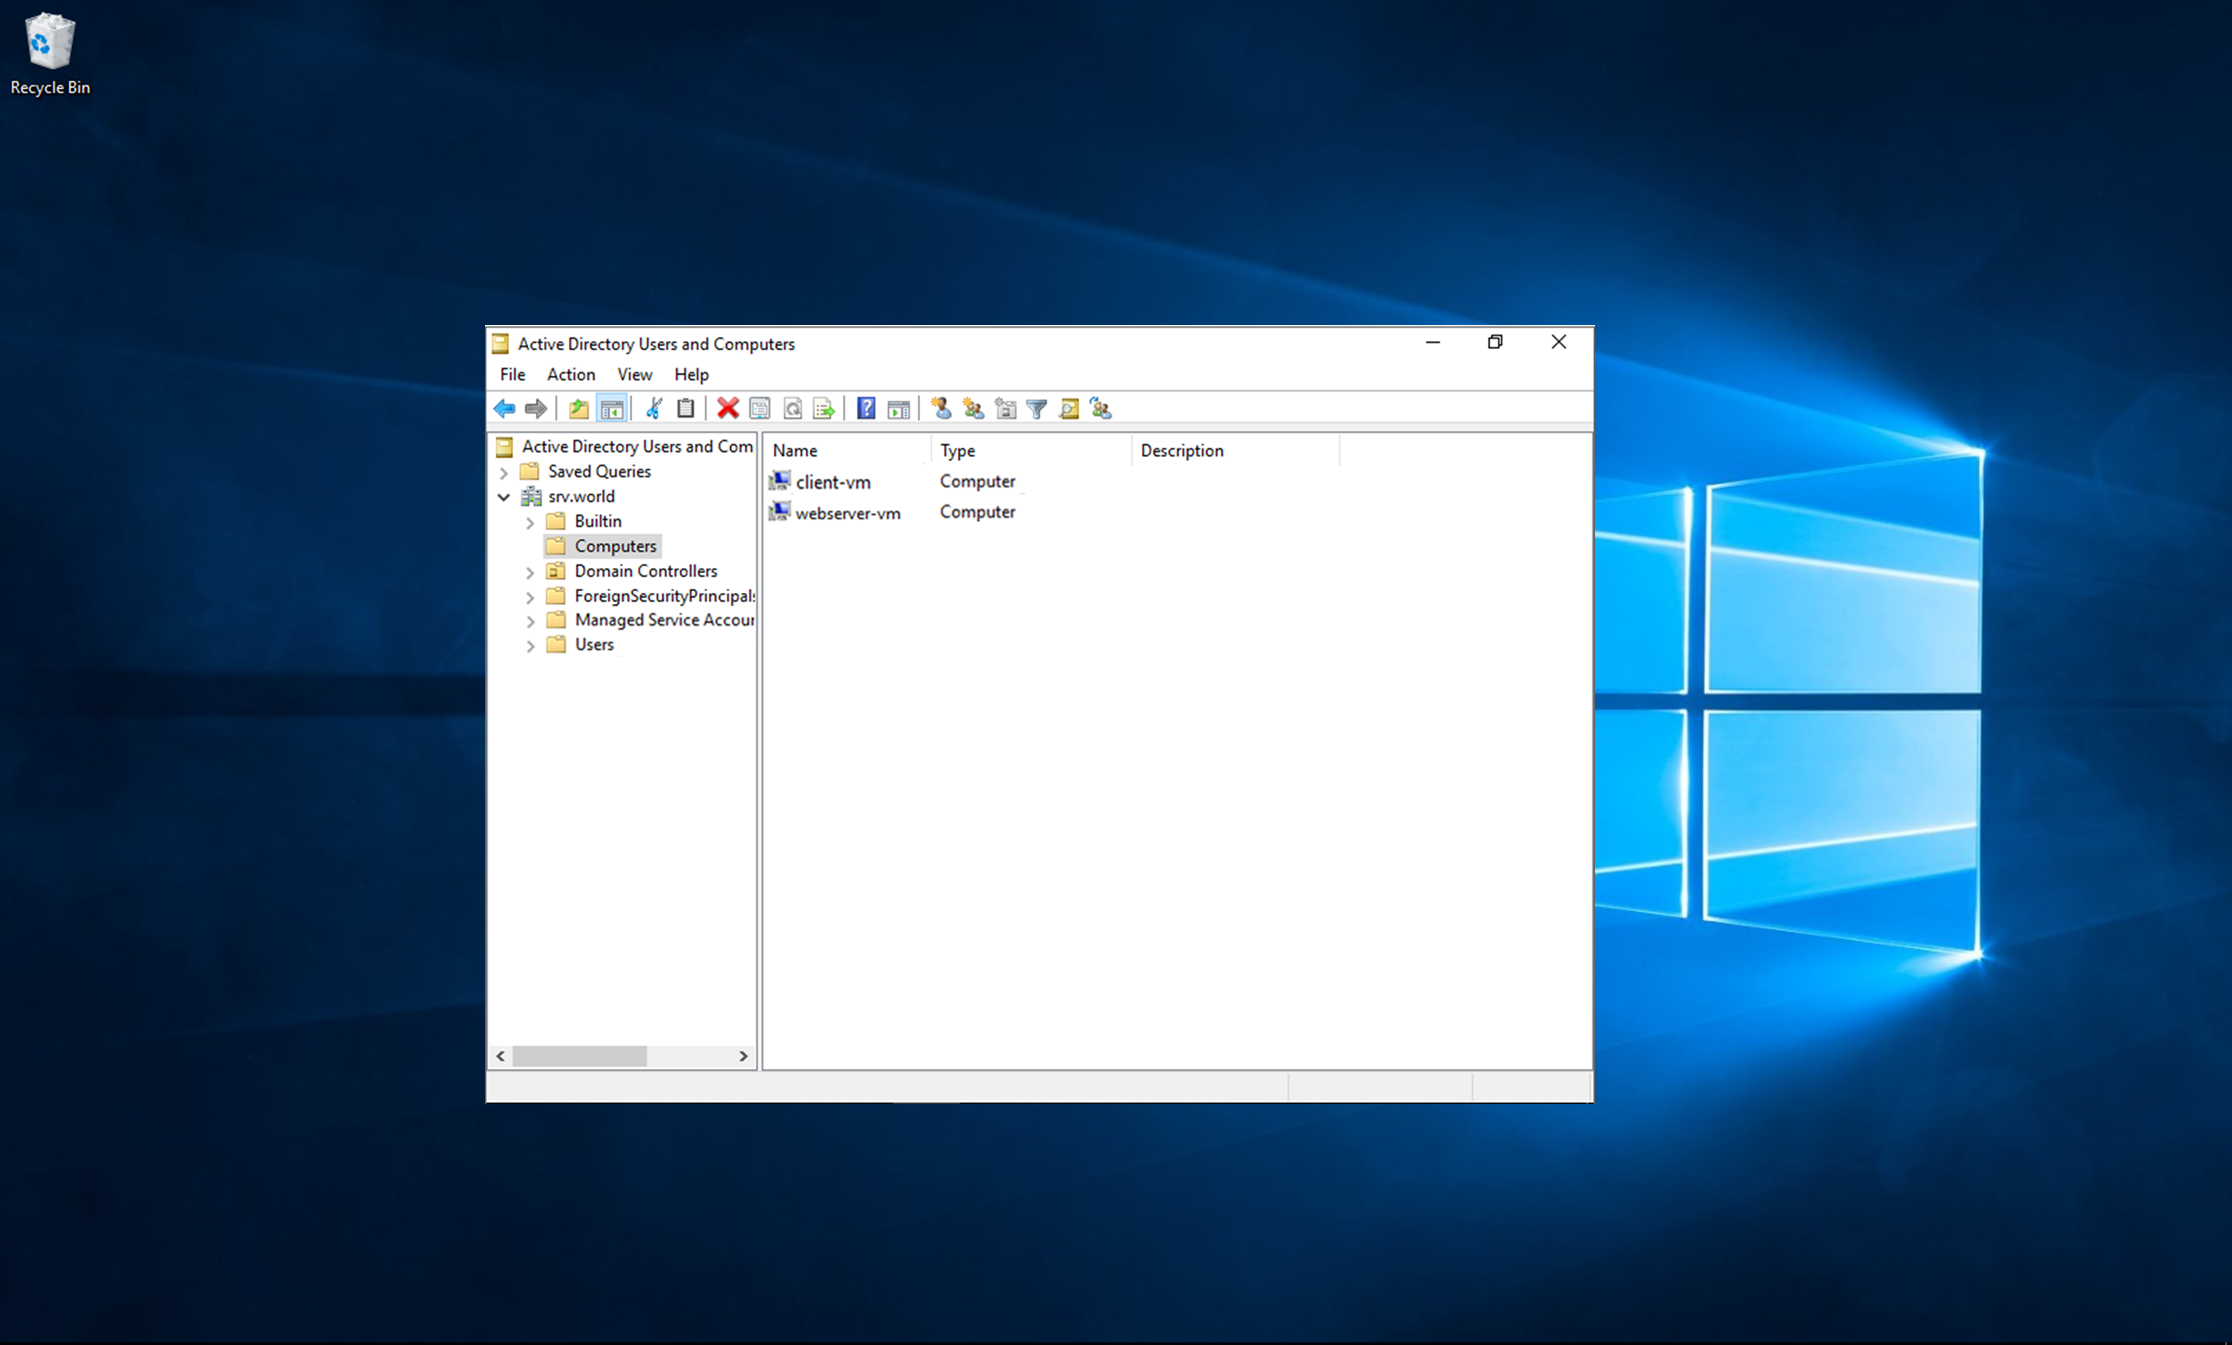 Recycle Bin
Active Directory Users and Computers
File Action View Help
Active Directory Users and Com
Saved Queries
srv.world
Builtin
Computers
Domain Controllers
ForeignSecurityPrincipals
Managed Service Accour
Users
Name Type Description
client-vm Computer
webserver-vm Computer